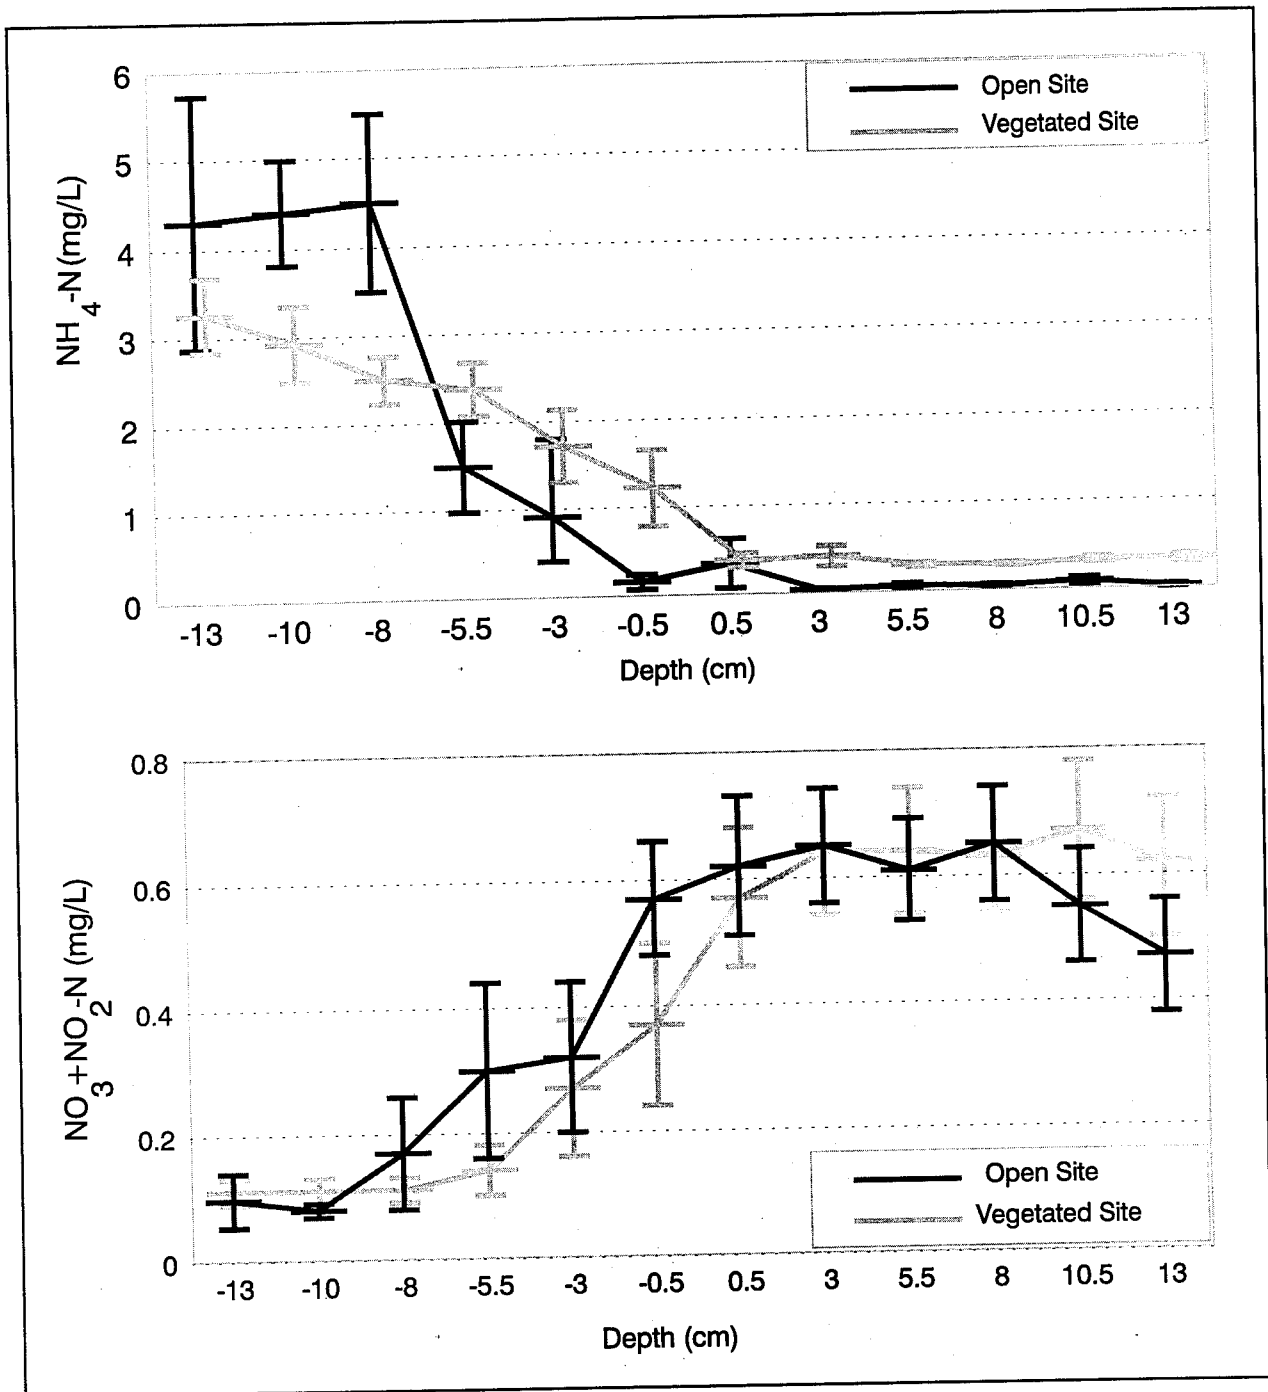 6
5
4
3
2
1
0
NH4-N (mg/L)
Open Site
Vegetated Site
-13 -10 -8 -5.5 -3 -0.5 0.5 3 5.5 8 10.5 13
Depth (cm)
0.8
0.6
0.4
0.2
0
NO3+NO2-N (mg/L)
Open Site
Vegetated Site
-13 -10 -8 -5.5 -3 -0.5 0.5 3 5.5 8 10.5 13
Depth (cm)